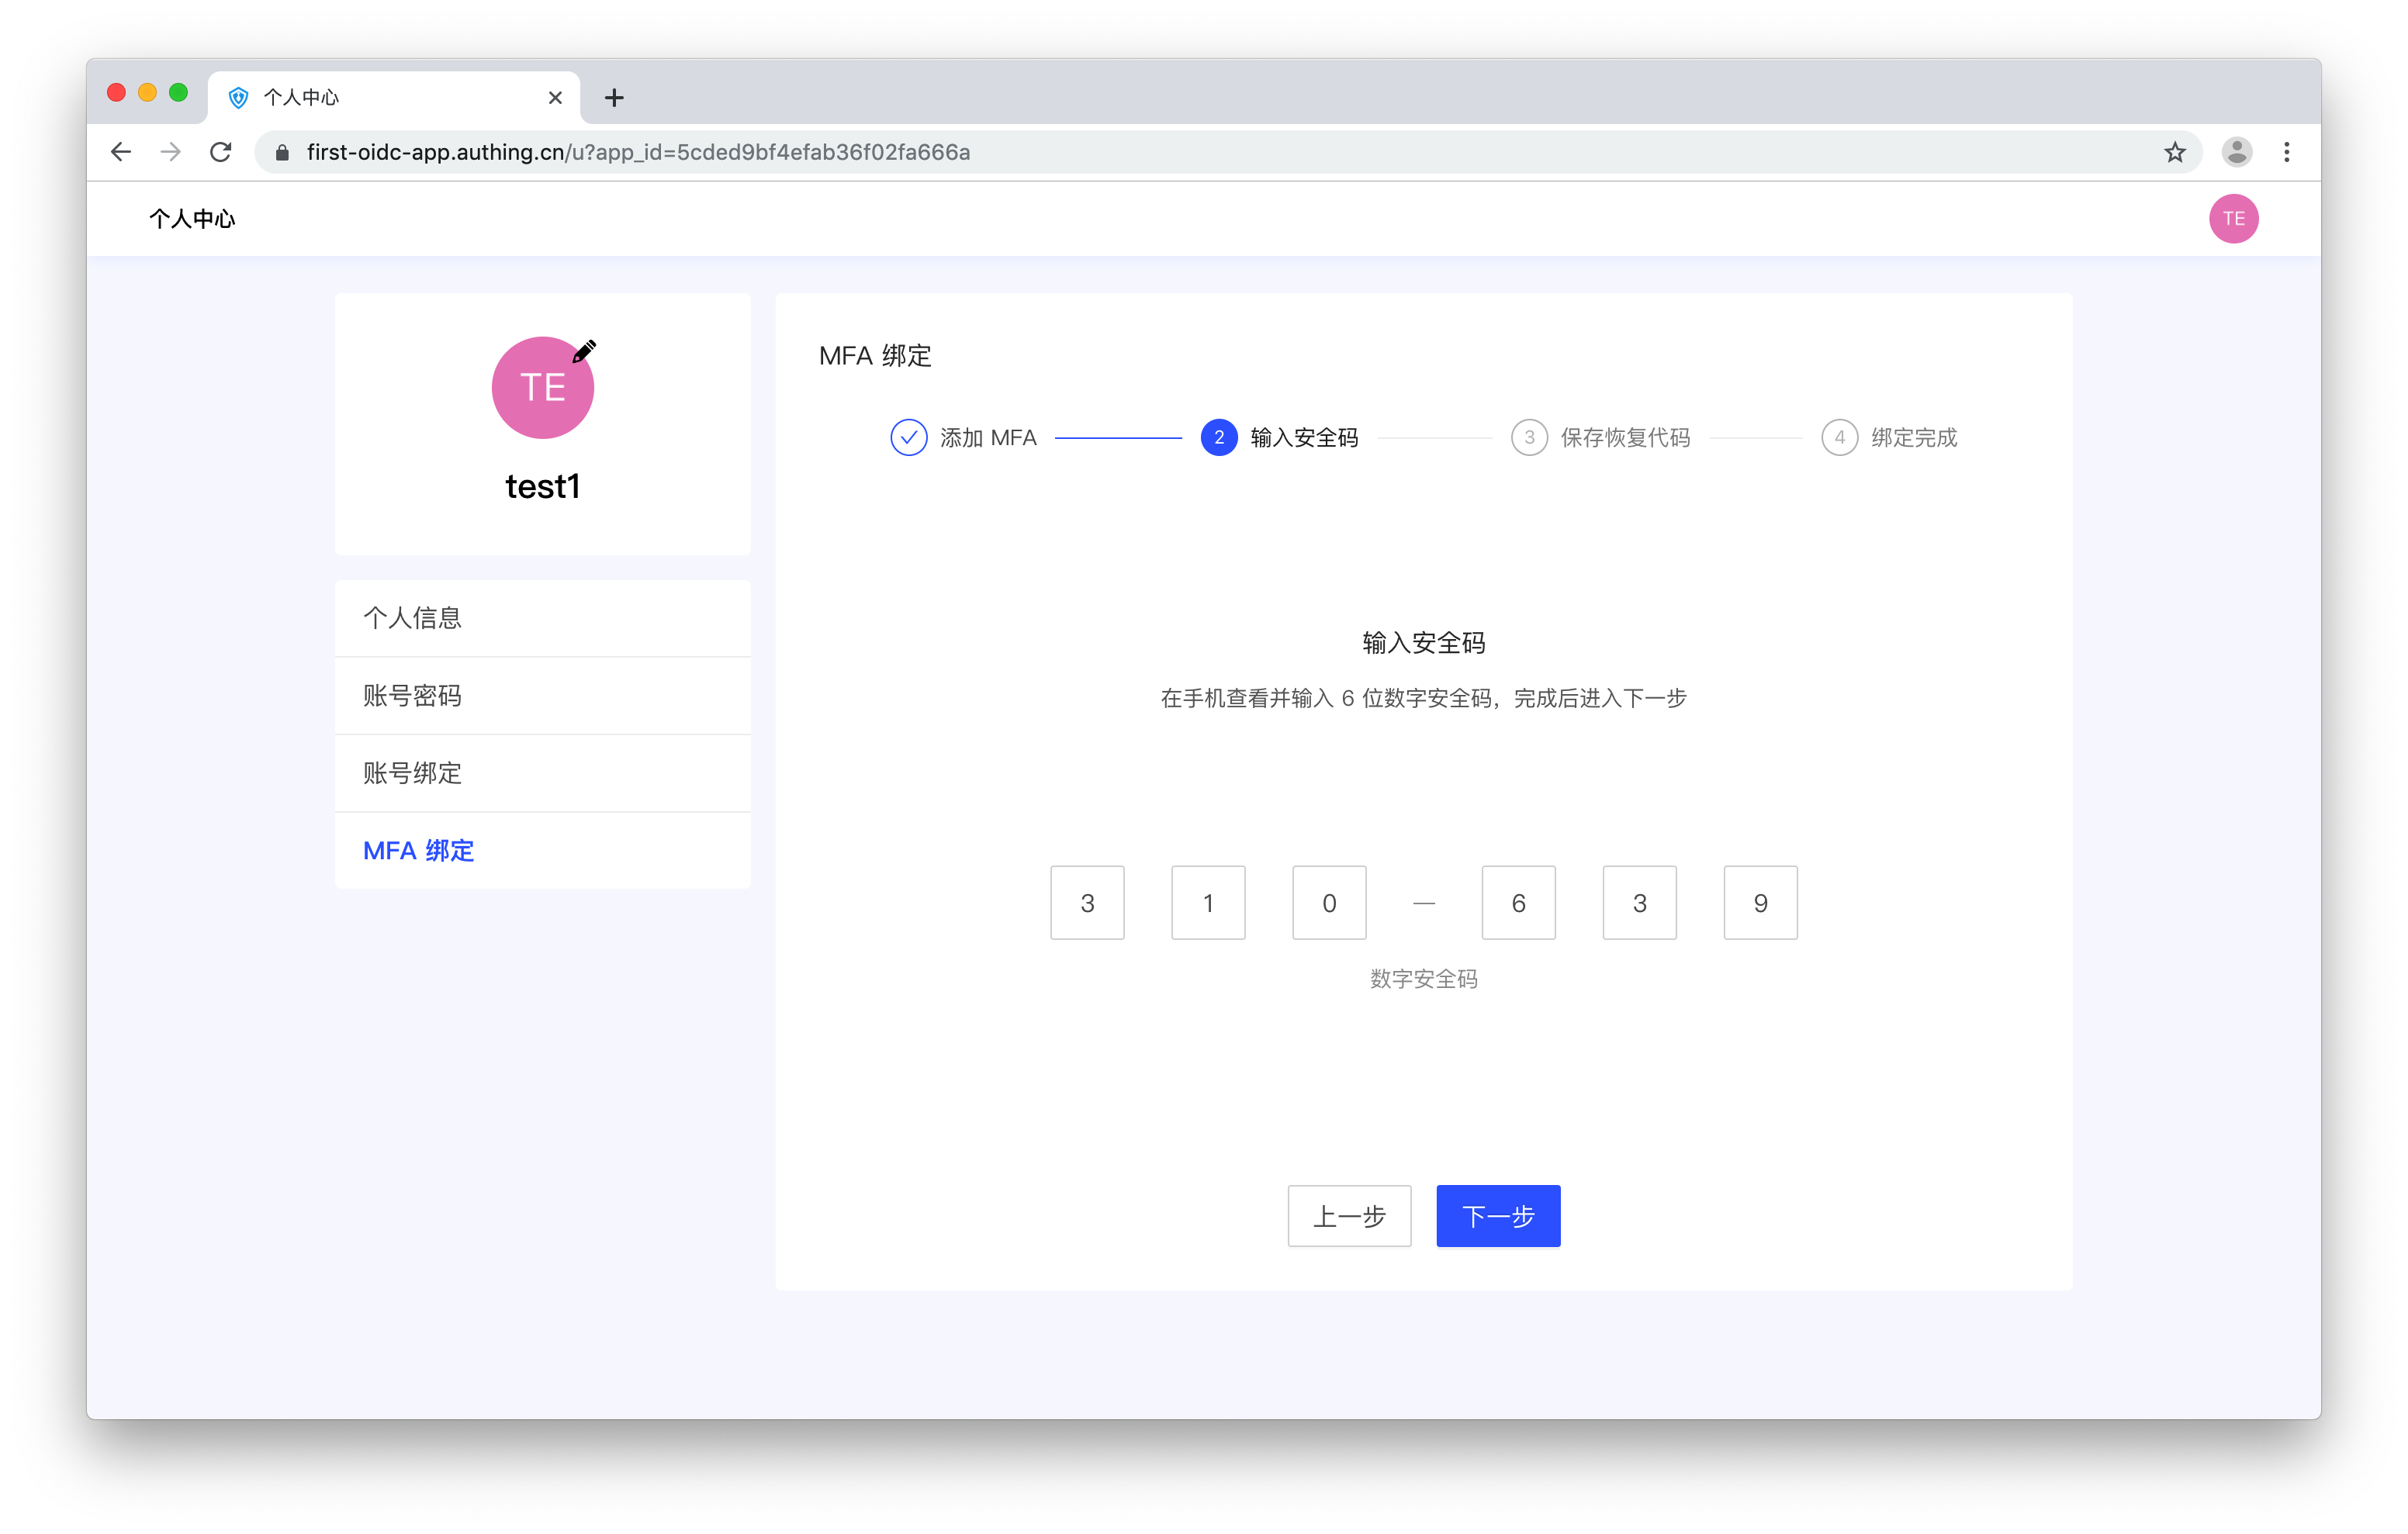 个人中心
first-oidc-app.authing.cn/u?app_id=5cded9bf4efab36f02fa666a
个人中心
TE
TE
test1
个人信息
账号密码
账号绑定
MFA 绑定
MFA 绑定
添加 MFA
2 输入安全码
3 保存恢复代码
4 绑定完成
输入安全码
在手机查看并输入 6 位数字安全码，完成后进入下一步
3 1 0 — 6 3 9
数字安全码
上一步 下一步